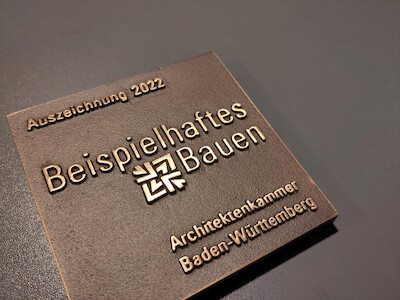 Auszeichnung 2022
Beispielhaftes
Bauen
Architektenkammer
Baden-Württemberg